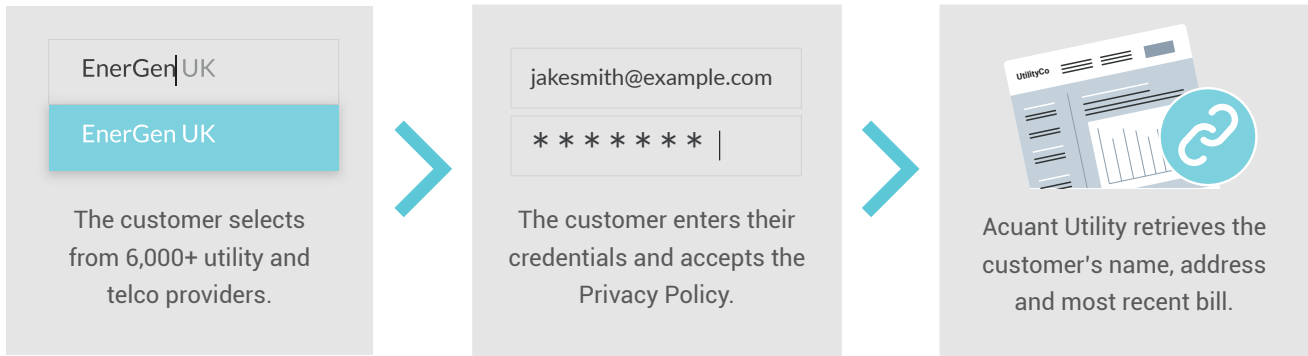 EnerGen UK
EnerGen UK
The customer selects
from 6,000+ utility and
telco providers.
jakesmith@example.com
*******
The customer enters their
credentials and accepts the
Privacy Policy.
UtilityCo
Acuant Utility retrieves the
customer's name, address
and most recent bill.